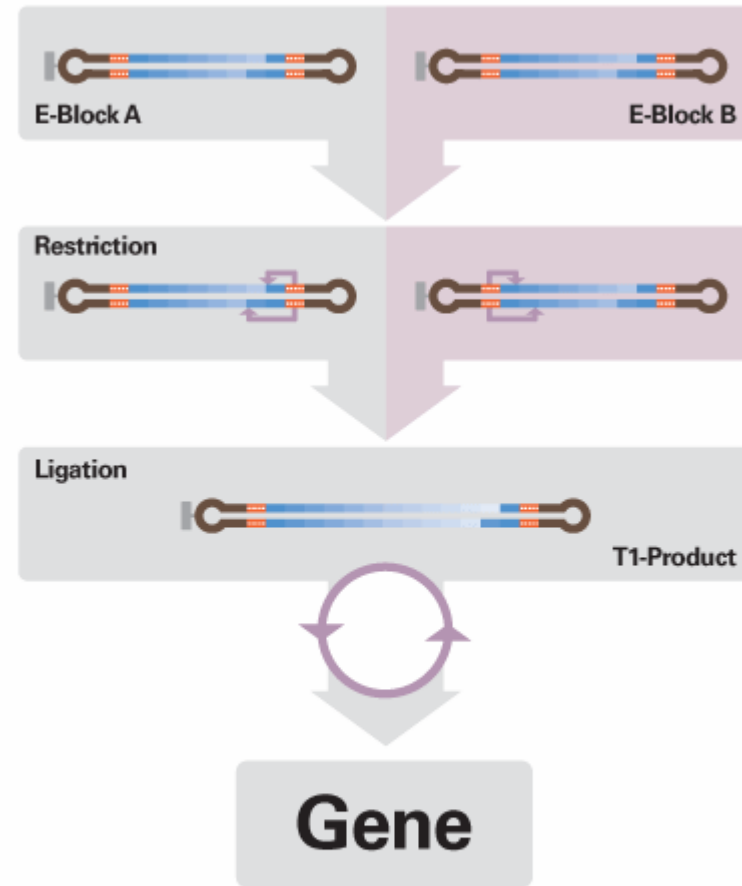 E-Block A
E-Block B
Restriction
Ligation
T1-Product
Gene